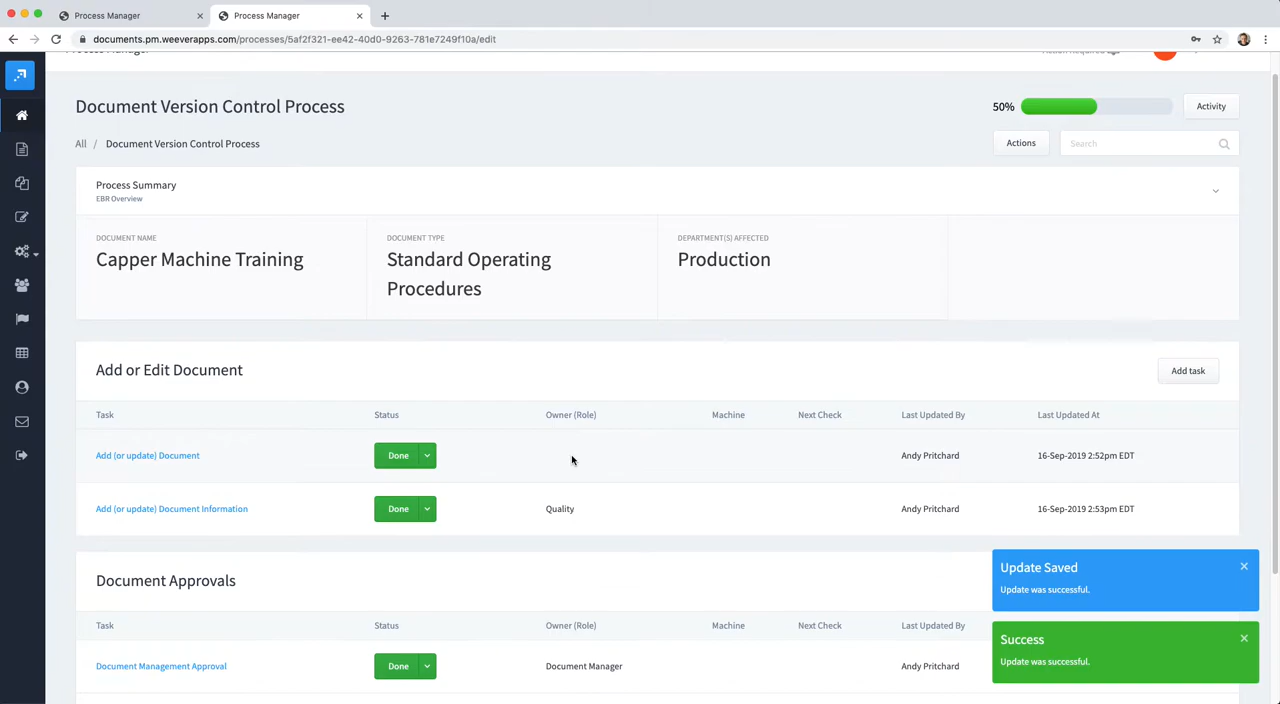 Process Manager
Process Manager
documents.pm.weeverapps.com/processes/5af2f321-ee42-40d0-9263-781e7249f10a/edit
Document Version Control Process
50%
Activity
All / Document Version Control Process
Actions
Search
Process Summary
EBR Overview
DOCUMENT NAME
Capper Machine Training
DOCUMENT TYPE
Standard Operating
Procedures
DEPARTMENT(S) AFFECTED
Production
Add or Edit Document
Add task
Task Status Owner (Role) Machine Next Check Last Updated By Last Updated At
Add (or update) Document Done Andy Pritchard 16-Sep-2019 2:52pm EDT
Add (or update) Document Information Done Quality Andy Pritchard 16-Sep-2019 2:53pm EDT
Document Approvals
Task Status Owner (Role) Machine Next Check Last Updated By
Document Management Approval Done Document Manager Andy Pritchard
Update Saved
Update was successful.
Success
Update was successful.